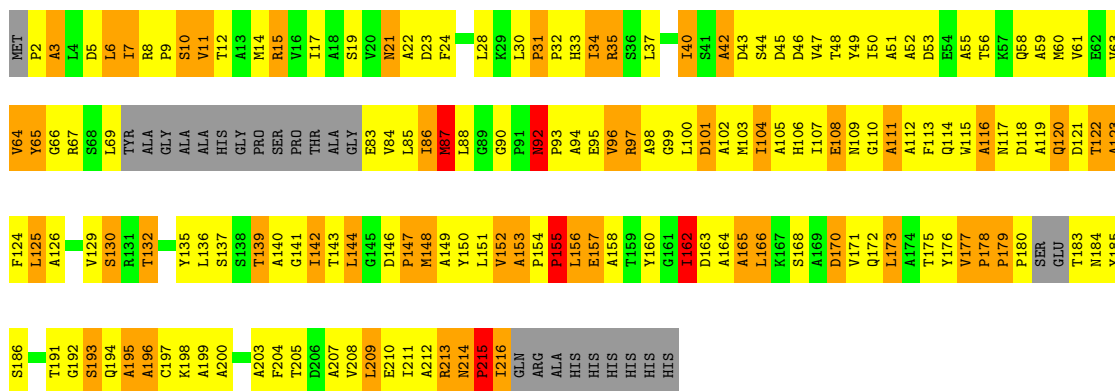 MET P2 A3 L4 D5 L6 I7 R8 P9 S10 V11 T12 A13 M14 R15 V16 I17 A18 S19 V20 N21 A22 D23 F24 L28 K29 L30 P31 P32 H33 I34 R35 S36 L37 I40 S41 A42 D43 S44 D45 D46 V47 T48 Y49 I50 A51 A52 D53 E54 A55 T56 K57 Q58 A59 M60 V61 E62 V63
V64 Y65 G66 R67 S68 L69 TYR ALA GLY ALA ALA HIS GLY PRO SER PRO THR ALA GLY E83 V84 L85 I86 M87 L88 G89 G90 P91 N92 P93 A94 E95 V96 R97 A98 G99 L100 D101 A102 M103 I104 A105 H106 I107 E108 N109 G110 A111 A112 F113 Q114 W115 A116 N117 D118 A119 Q120 D121 T122 A123
F124 L125 A126 V129 S130 R131 T132 Y135 L136 S137 S138 T139 A140 G141 I142 T143 L144 G145 D146 P147 M148 A149 Y150 L151 V152 A153 P154 P155 L156 E157 A158 T159 Y160 G161 I162 D163 A164 A165 L166 K167 S168 A169 D170 V171 Q172 L173 A174 T175 Y176 V177 P178 P179 P180 SER GLU T183 N184 Y185
S186 T191 G192 S193 Q194 A195 A196 C197 K198 A199 A200 A203 F204 T205 D206 A207 V208 L209 E210 I211 A212 R213 N214 P215 I216 GLN ARG ALA HIS HIS HIS HIS HIS HIS